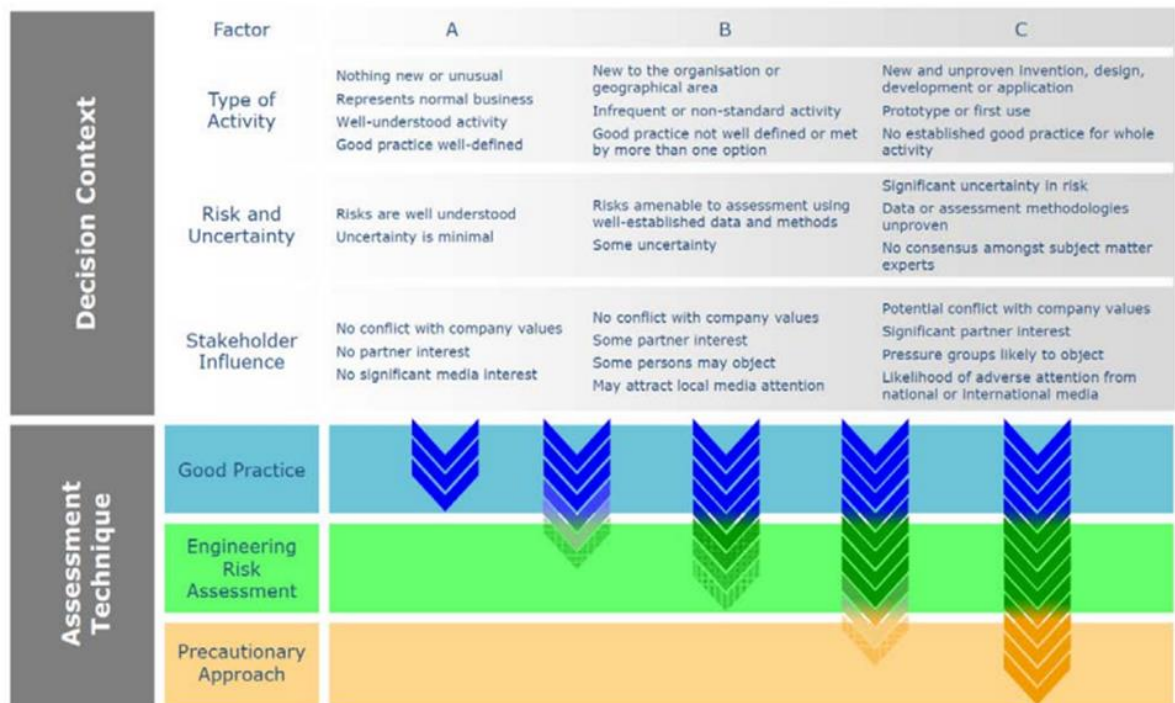 Decision Context
Factor
A
B
C
Type of
Activity
Nothing new or unusual
Represents normal business
Well-understood activity
Good practice well-defined
New to the organisation or
geographical area
Infrequent or non-standard activity
Good practice not well defined or met
by more than one option
New and unproven invention, design,
development or application
Prototype or first use
No established good practice for whole
activity
Risk and
Uncertainty
Risks are well understood
Uncertainty is minimal
Risks amenable to assessment using
well-established data and methods
Some uncertainty
Significant uncertainty in risk
Data or assessment methodologies
unproven
No consensus amongst subject matter
experts
Stakeholder
Influence
No conflict with company values
No partner interest
No significant media interest
No conflict with company values
Some partner interest
Some persons may object
May attract local media attention
Potential conflict with company values
Significant partner interest
Pressure groups likely to object
Likelihood of adverse attention from
national or international media
Assessment
Technique
Good Practice
Engineering
Risk
Assessment
Precautionary
Approach